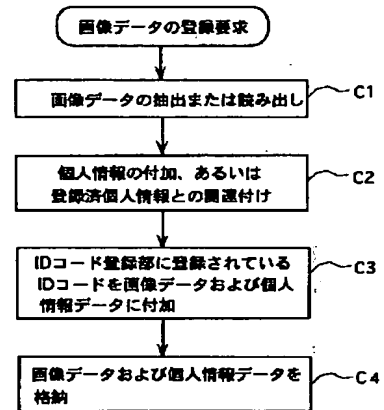 画像データの登録要求
画像データの抽出または読み出し
C1
個人情報の付加、あるいは
登録済個人情報との関連付け
C2
IDコード登録部に登録されている
IDコードを画像データおよび個人
情報データに付加
C3
画像データおよび個人情報データを
格納
C4